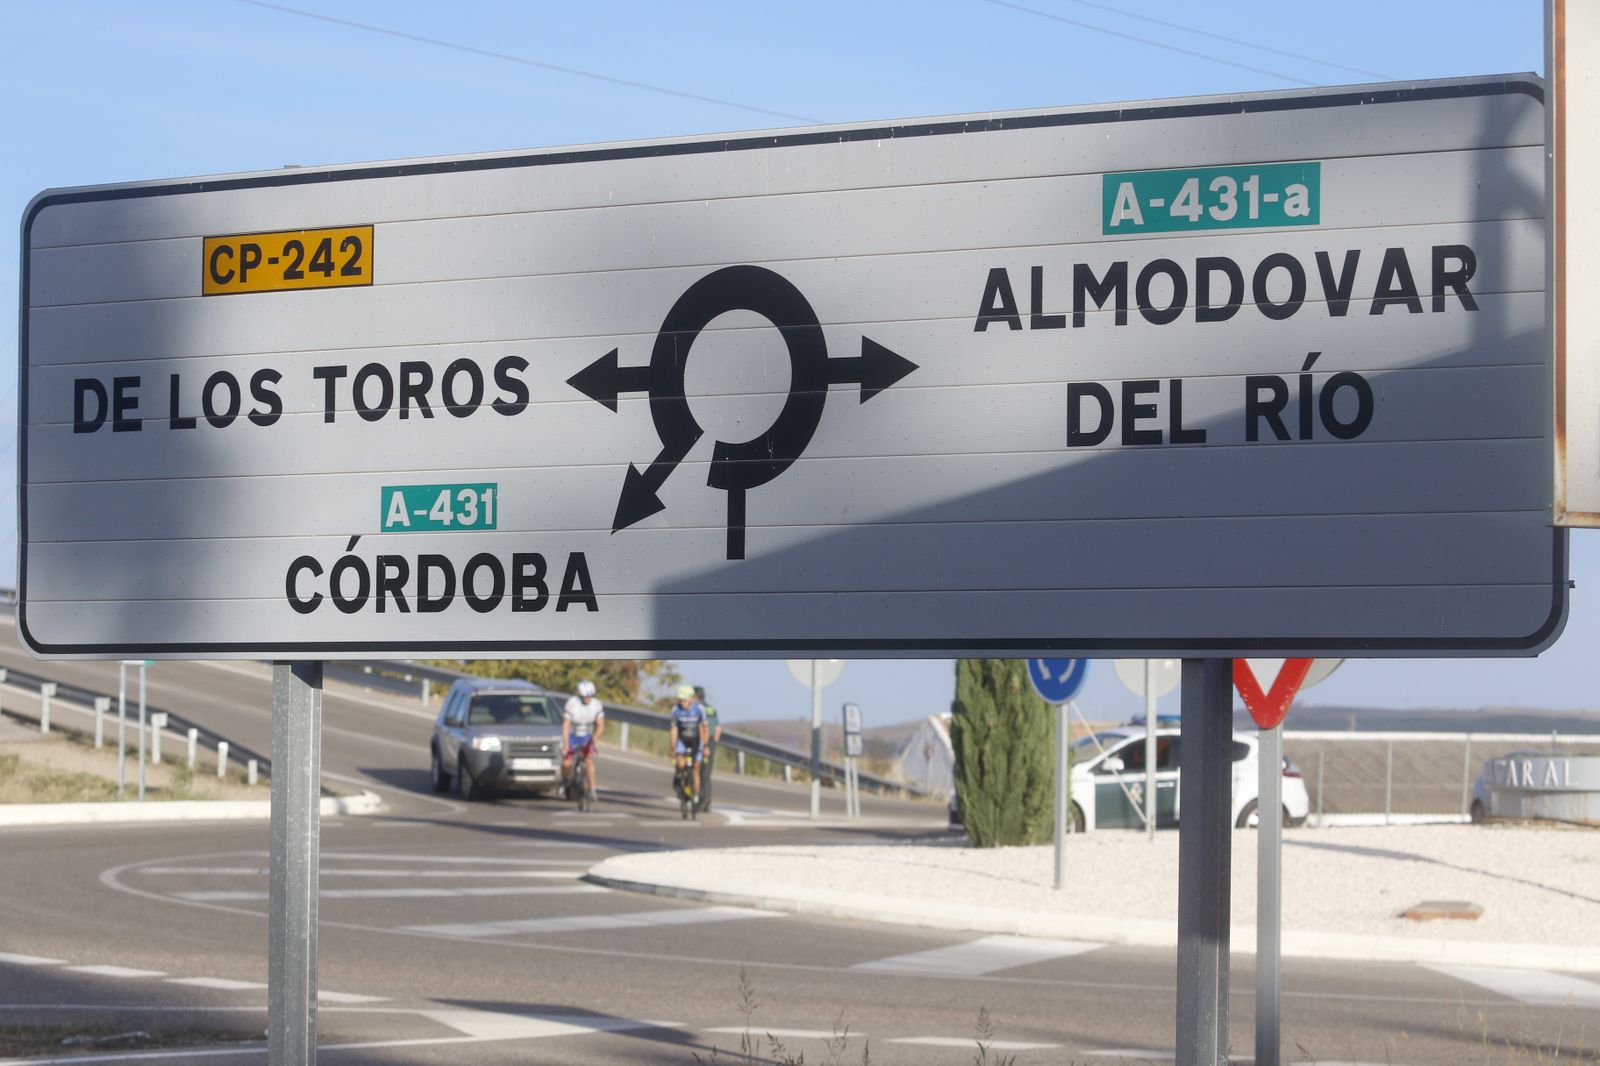 CP-242
DE LOS TOROS
A-431
CÓRDOBA
A-431-a
ALMODOVAR
DEL RÍO